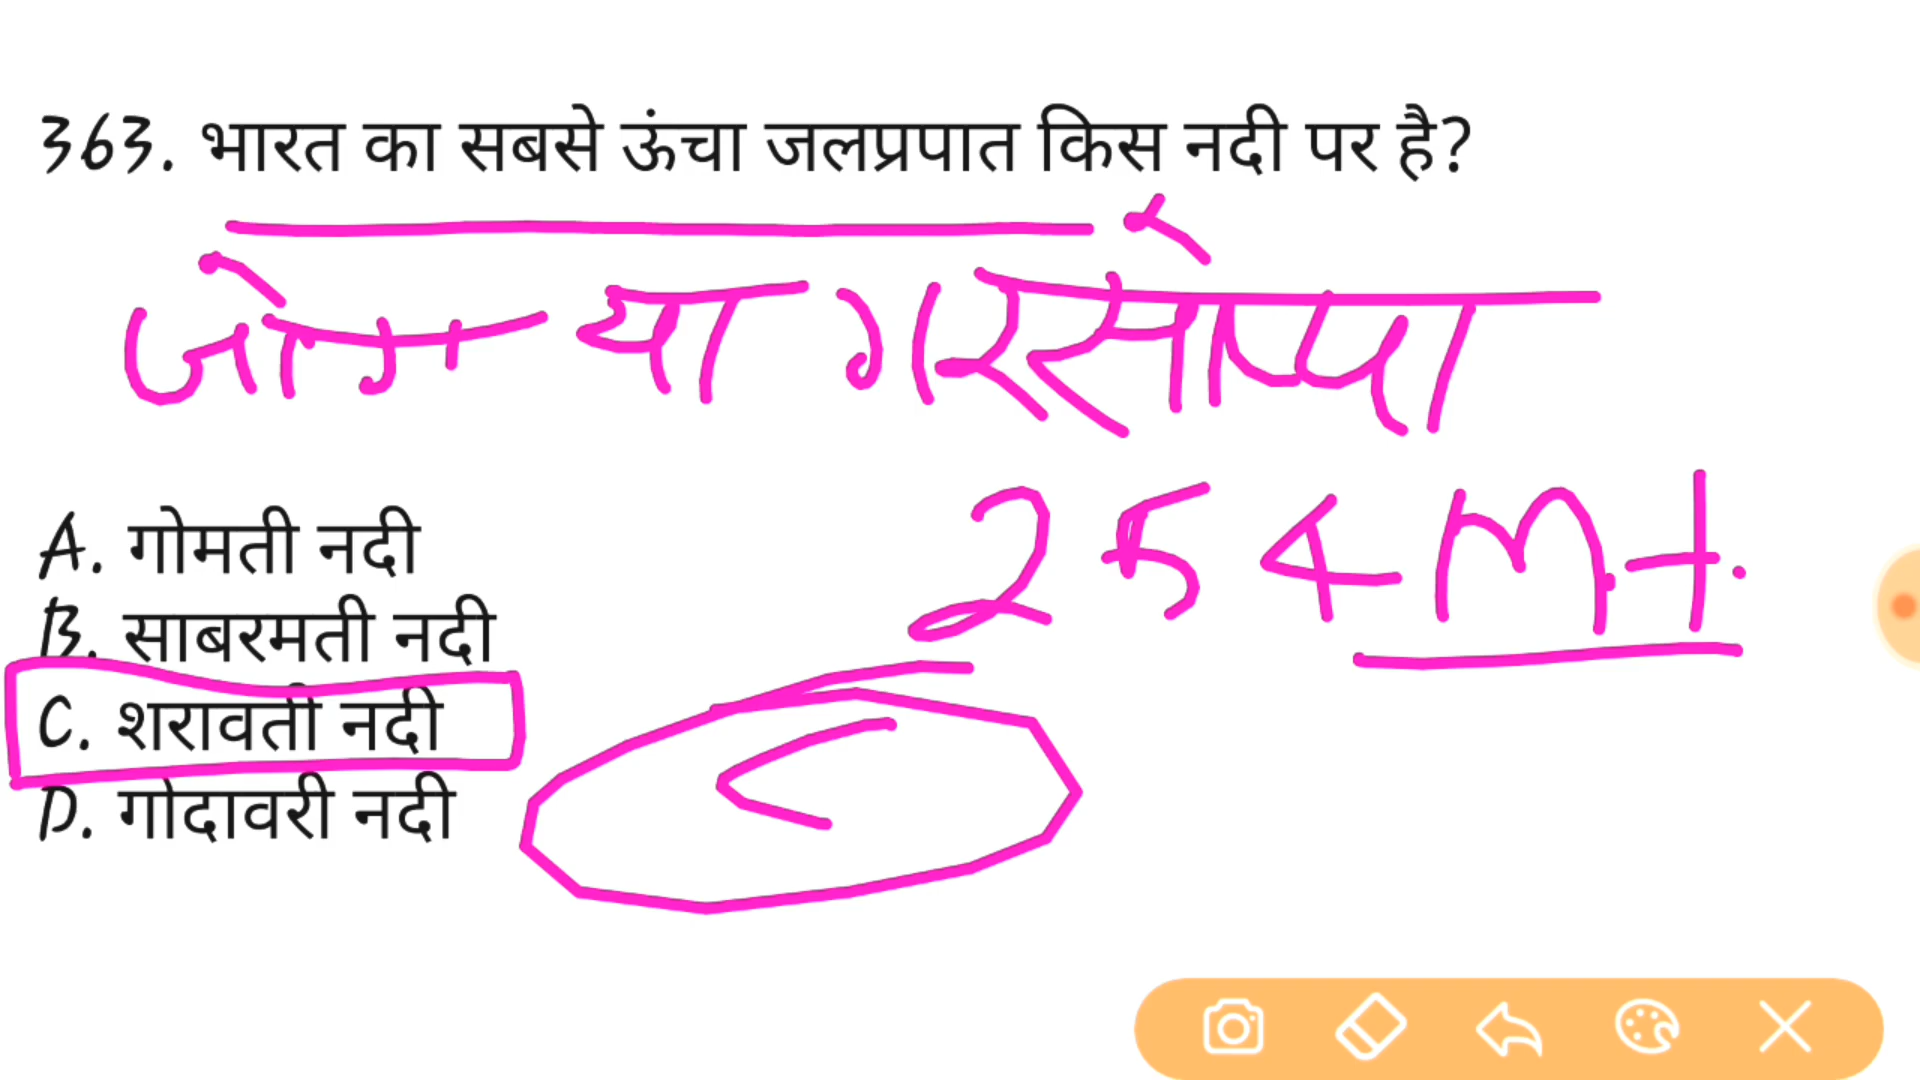 363. भारत का सबसे ऊंचा जलप्रपात किस नदी पर है?
जोग या गरसोप्पा
A. गोमती नदी
254 Mt.
B. साबरमती नदी
C. शरावती नदी
C
D. गोदावरी नदी